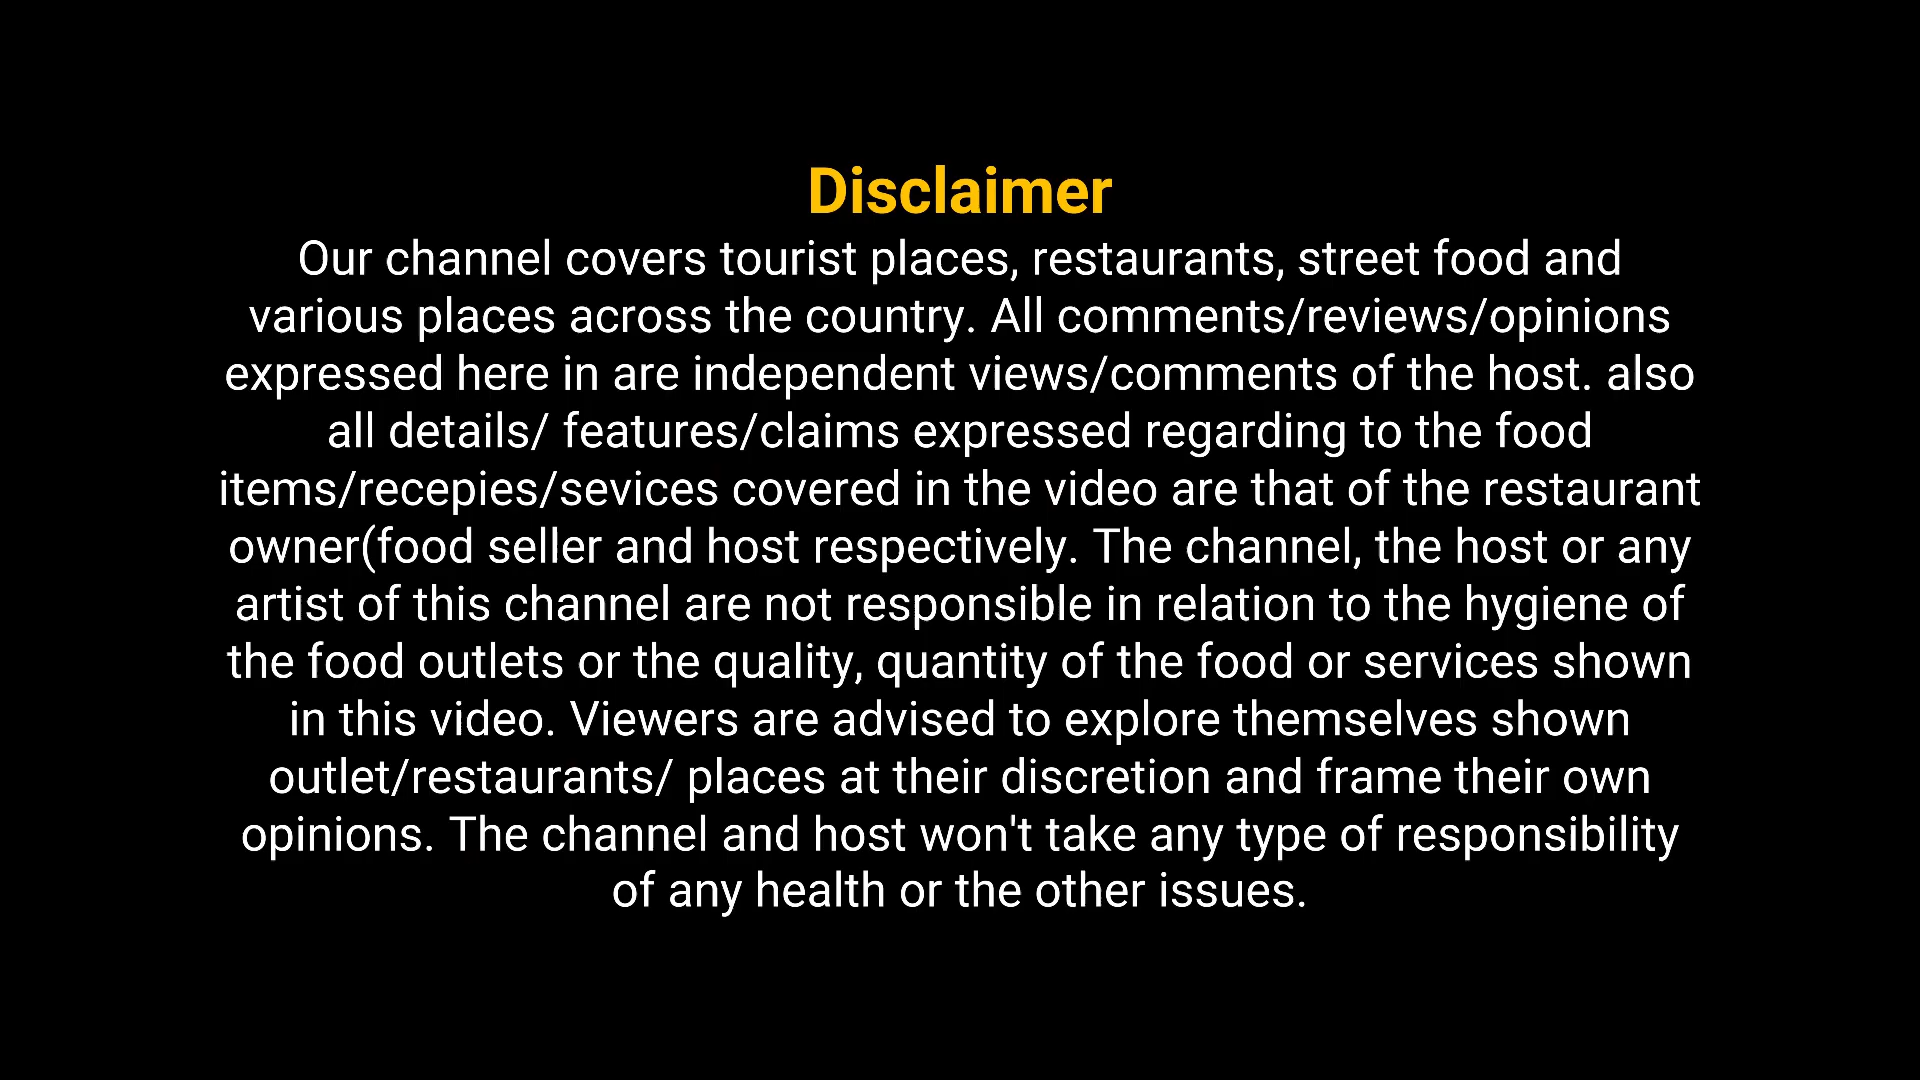 Disclaimer
Our channel covers tourist places, restaurants, street food and
various places across the country. All comments/reviews/opinions
expressed here in are independent views/comments of the host. also
all details/ features/claims expressed regarding to the food
items/recepies/sevices covered in the video are that of the restaurant
owner(food seller and host respectively. The channel, the host or any
artist of this channel are not responsible in relation to the hygiene of
the food outlets or the quality, quantity of the food or services shown
in this video. Viewers are advised to explore themselves shown
outlet/restaurants/ places at their discretion and frame their own
opinions. The channel and host won't take any type of responsibility
of any health or the other issues.